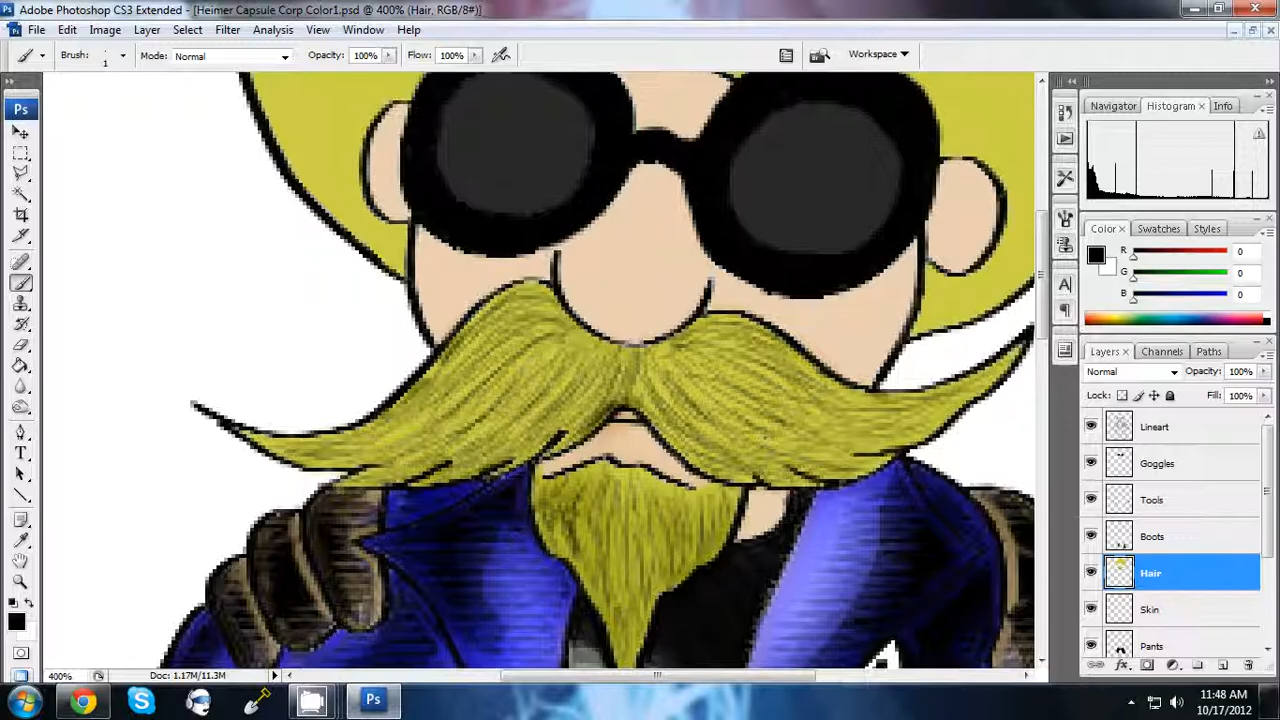 Adobe Photoshop CS3 Extended - [Heimer Capsule Corp Color1.psd @ 400% (Hair, RGB/8#)]
File Edit Image Layer Select Filter Analysis View Window Help
Brush: 1 Mode: Normal Opacity: 100% Flow: 100% Workspace
Ps
Navigator Histogram Info
Color Swatches Styles
R 0
G 0
B 0
Layers Channels Paths
Normal Opacity: 100%
Lock: Fill: 100%
Lineart
Goggles
Tools
Boots
Hair
Skin
Pants
400% Doc: 1.17M/11.3M
Ps
11:48 AM
10/17/2012